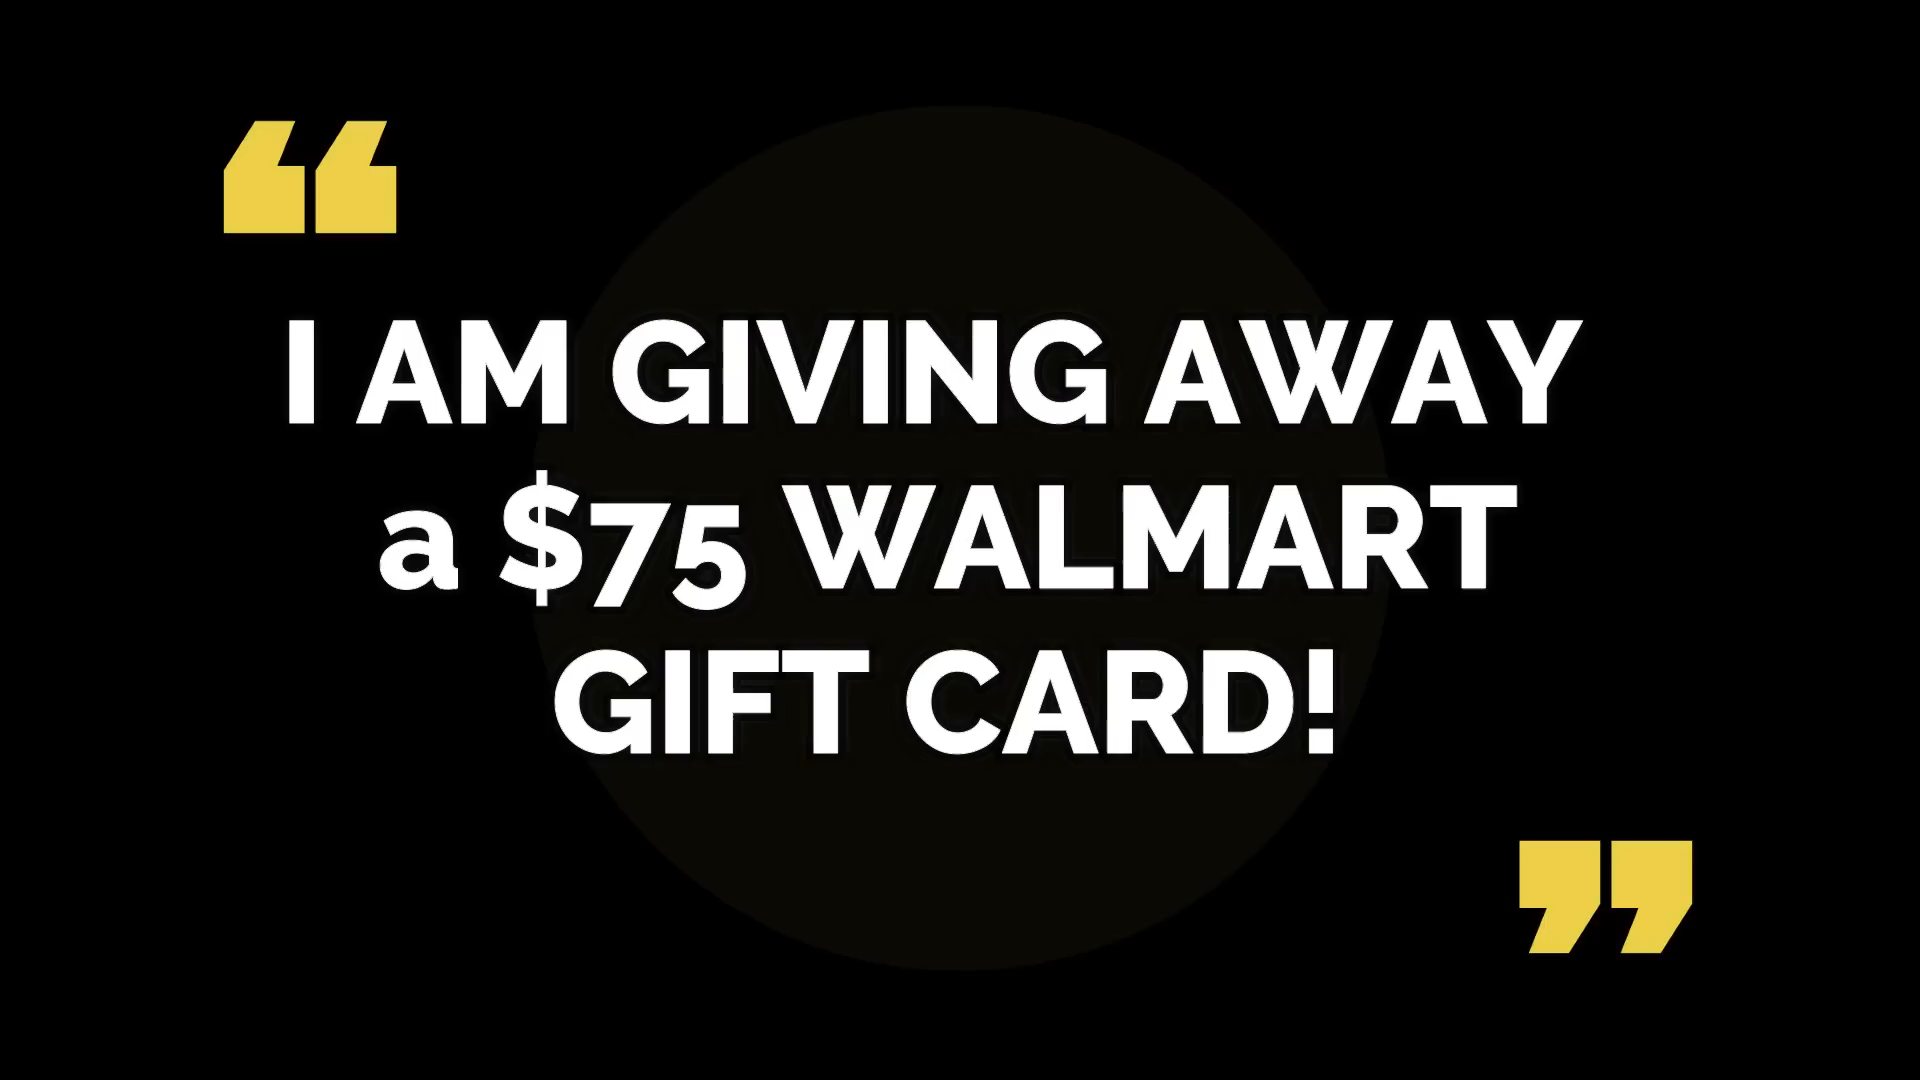 “
I AM GIVING AWAY
a $75 WALMART
GIFT CARD!
”